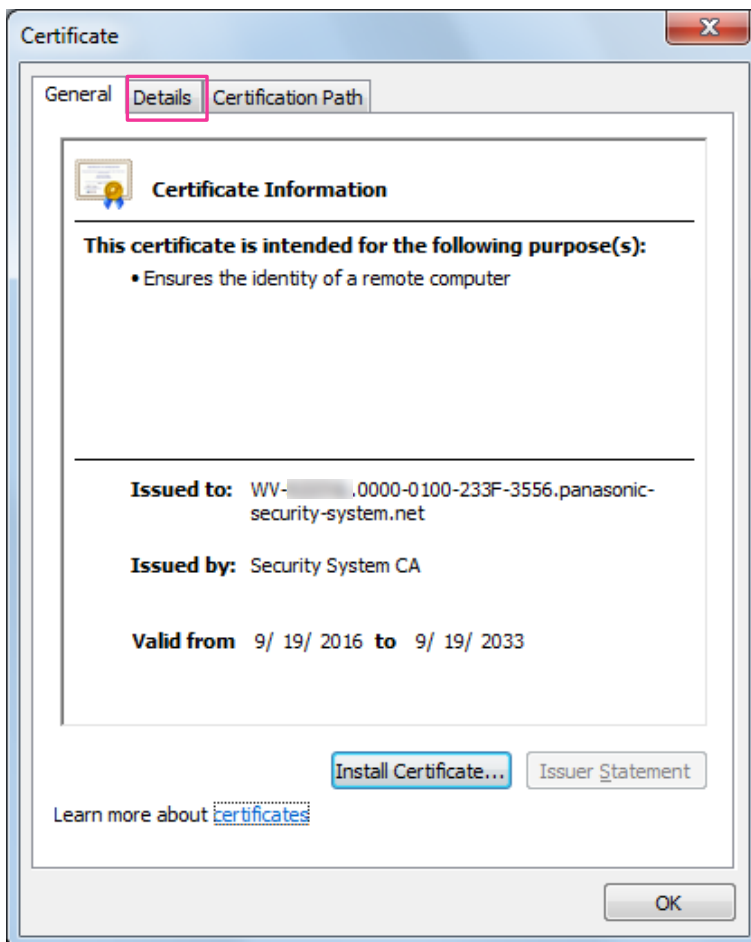 Certificate
General Details Certification Path
Certificate Information
This certificate is intended for the following purpose(s):
• Ensures the identity of a remote computer
Issued to: WV- .0000-0100-233F-3556.panasonic-
security-system.net
Issued by: Security System CA
Valid from 9/ 19/ 2016 to 9/ 19/ 2033
Install Certificate... Issuer Statement
Learn more about certificates
OK